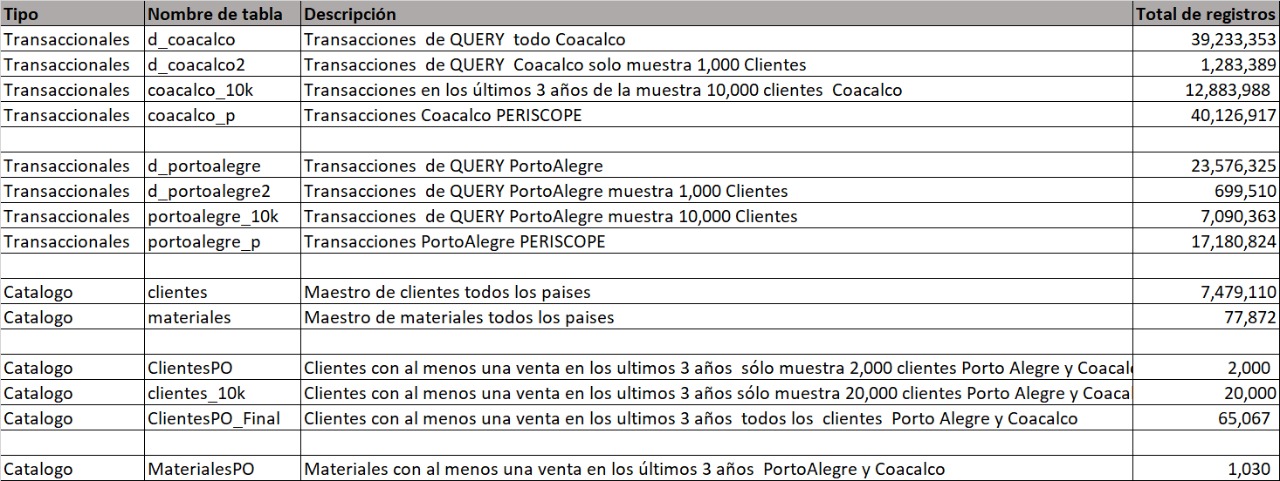 Tipo Nombre de tabla Descripción Total de registros
Transaccionales d_coacalco Transacciones de QUERY todo Coacalco 39,233,353
Transaccionales d_coacalco2 Transacciones de QUERY Coacalco solo muestra 1,000 Clientes 1,283,389
Transaccionales coacalco_10k Transacciones en los últimos 3 años de la muestra 10,000 clientes Coacalco 12,883,988
Transaccionales coacalco_p Transacciones Coacalco PERISCOPE 40,126,917
Transaccionales d_portoalegre Transacciones de QUERY PortoAlegre 23,576,325
Transaccionales d_portoalegre2 Transacciones de QUERY PortoAlegre muestra 1,000 Clientes 699,510
Transaccionales portoalegre_10k Transacciones de QUERY PortoAlegre muestra 10,000 Clientes 7,090,363
Transaccionales portoalegre_p Transacciones PortoAlegre PERISCOPE 17,180,824
Catalogo clientes Maestro de clientes todos los paises 7,479,110
Catalogo materiales Maestro de materiales todos los paises 77,872
Catalogo ClientesPO Clientes con al menos una venta en los ultimos 3 años sólo muestra 2,000 clientes Porto Alegre y Coacal 2,000
Catalogo clientes_10k Clientes con al menos una venta en los ultimos 3 años sólo muestra 20,000 clientes Porto Alegre y Coaca 20,000
Catalogo ClientesPO_Final Clientes con al menos una venta en los ultimos 3 años todos los clientes Porto Alegre y Coacalco 65,067
Catalogo MaterialesPO Materiales con al menos una venta en los últimos 3 años PortoAlegre y Coacalco 1,030